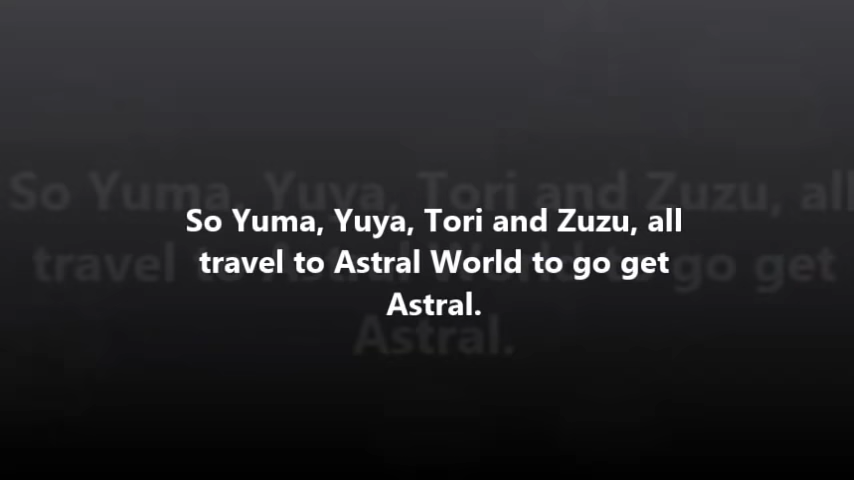 So Yuma, Yuya, Tori and Zuzu, all
travel to Astral World to go get
Astral.